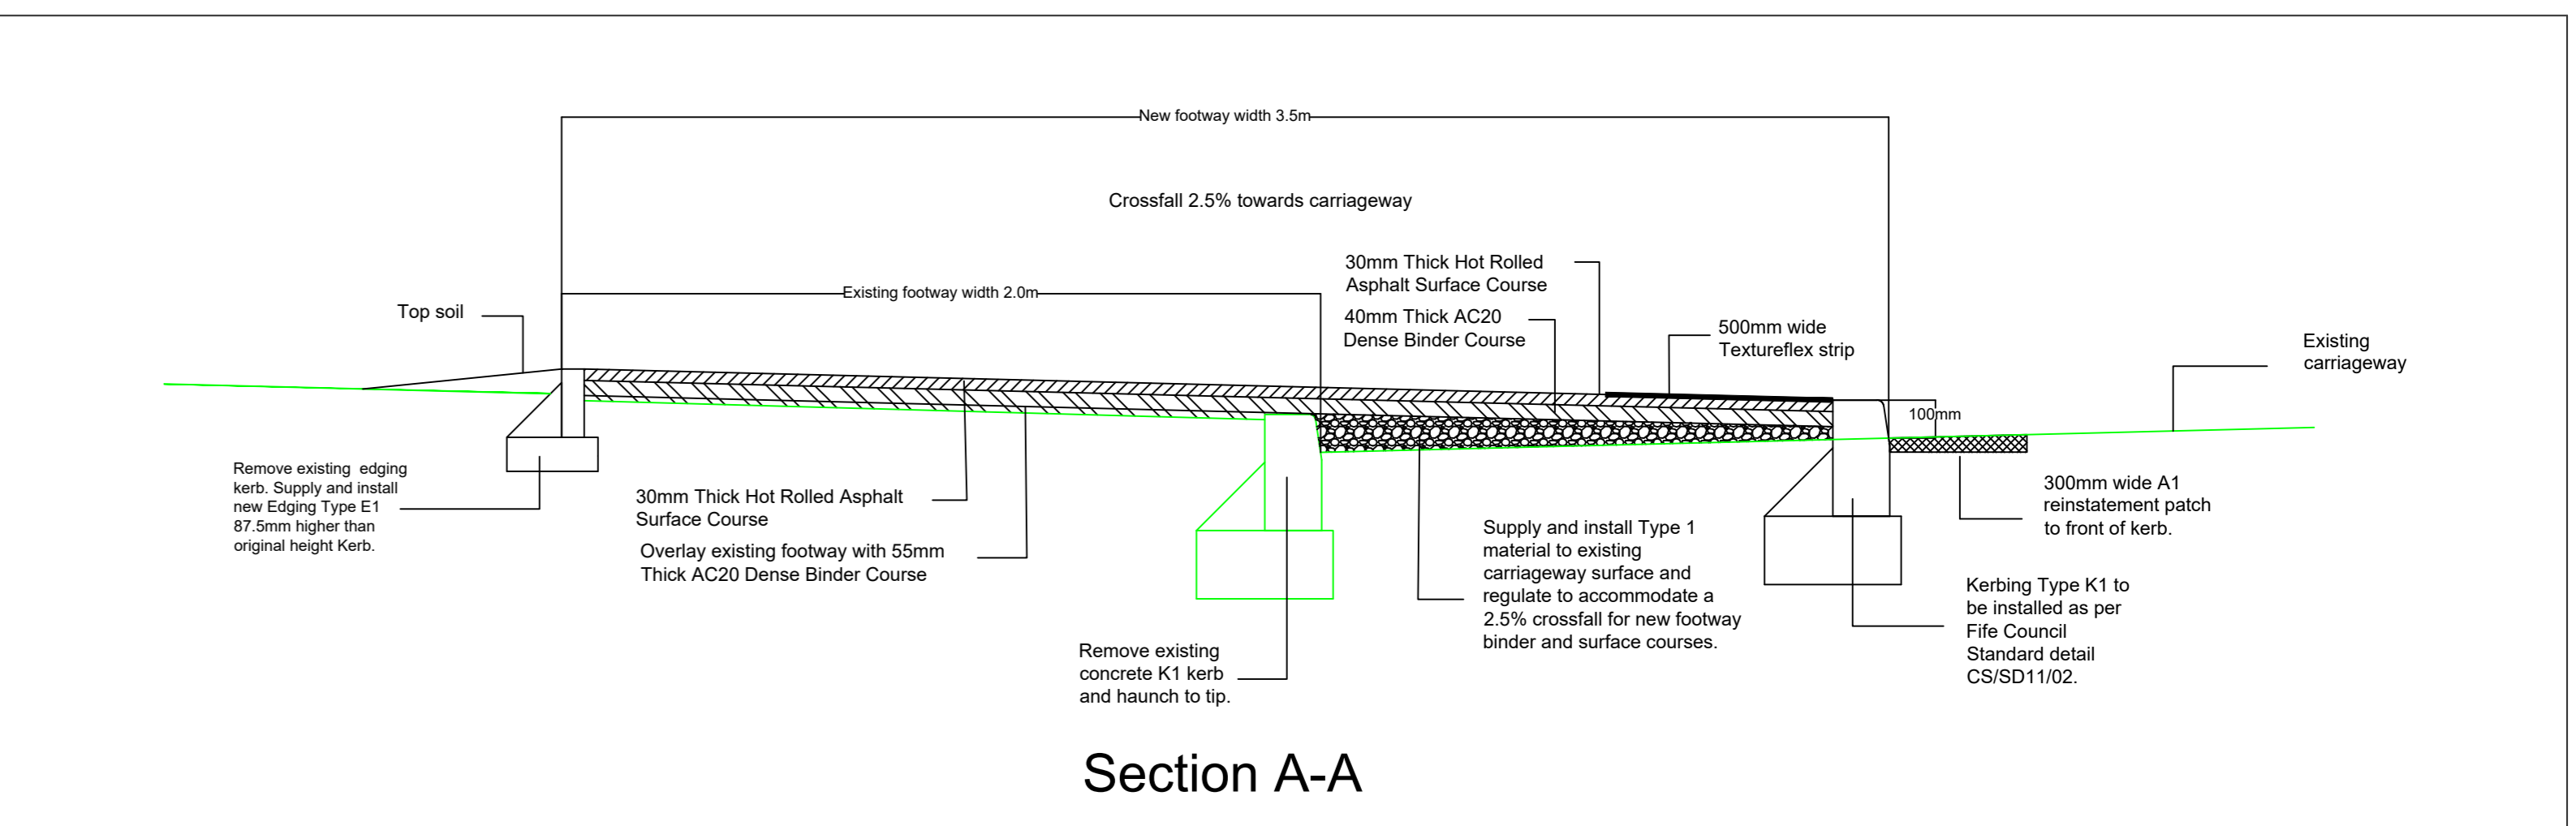 New footway width 3.5m
Crossfall 2.5% towards carriageway
Existing footway width 2.0m
Top soil
30mm Thick Hot Rolled
Asphalt Surface Course
40mm Thick AC20
Dense Binder Course
500mm wide
Textureflex strip
Existing
carriageway
100mm
Remove existing edging
kerb. Supply and install
new Edging Type E1
87.5mm higher than
original height Kerb.
30mm Thick Hot Rolled Asphalt
Surface Course
Overlay existing footway with 55mm
Thick AC20 Dense Binder Course
Remove existing
concrete K1 kerb
and haunch to tip.
Supply and install Type 1
material to existing
carriageway surface and
regulate to accommodate a
2.5% crossfall for new footway
binder and surface courses.
300mm wide A1
reinstatement patch
to front of kerb.
Kerbing Type K1 to
be installed as per
Fife Council
Standard detail
CS/SD11/02.
Section A-A